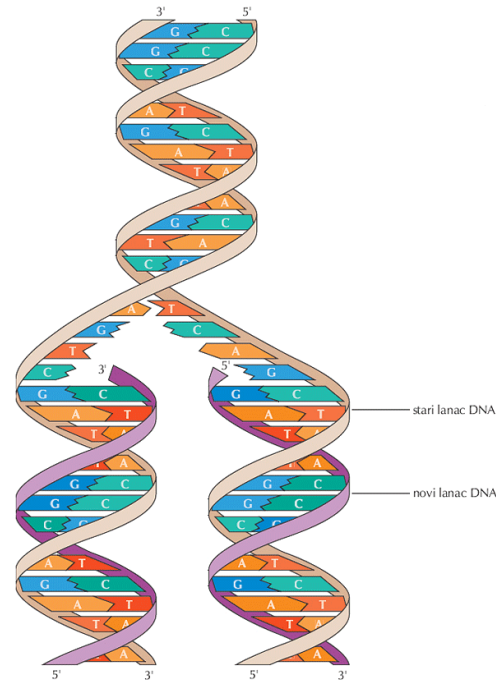 3' 5'
G C
G C
C G
A T
G C
A T
T A
A
G C
T A
C G
A T
G C
T A
C 3' 5' G
G C G C
A T A T stari lanac DNA
T A T A
T A T A
G C G C novi lanac DNA
G C G C
C G C G
A T A T
G C G C
A T A T
T A T A
T A T A
5' 3' 5' 3'